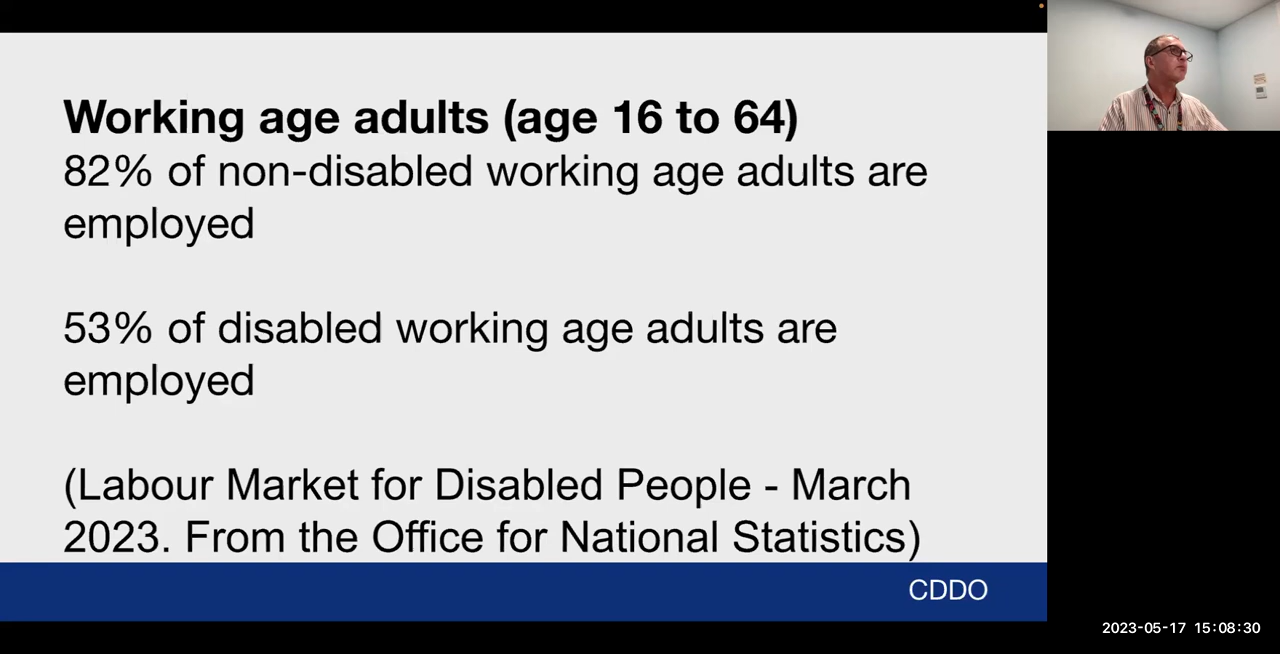 Working age adults (age 16 to 64)
82% of non-disabled working age adults are
employed
53% of disabled working age adults are
employed
(Labour Market for Disabled People - March
2023. From the Office for National Statistics)
CDDO
2023-05-17 15:08:30